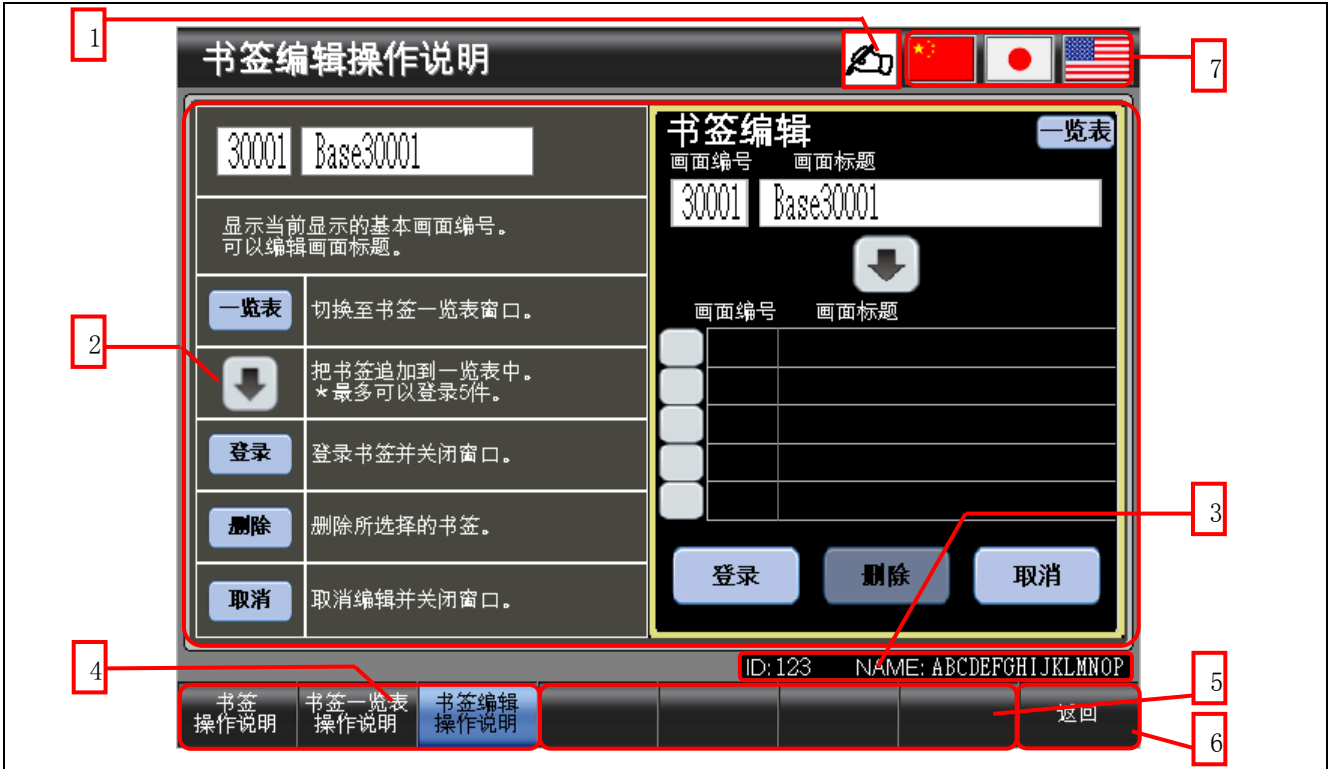 1
书签编辑操作说明
7
30001 Base30001
显示当前显示的基本画面编号。
可以编辑画面标题。
一览表 切换至书签一览表窗口。
2
把书签追加到一览表中。
*最多可以登录5件。
登录 登录书签并关闭窗口。
删除 删除所选择的书签。
取消 取消编辑并关闭窗口。
书签编辑 一览表
画面编号 画面标题
30001 Base30001
画面编号 画面标题
3
登录 删除 取消
4
ID:123 NAME: ABCDEFGHIJKLMNOP
5
书签
操作说明
书签一览表
操作说明
书签编辑
操作说明
返回
6